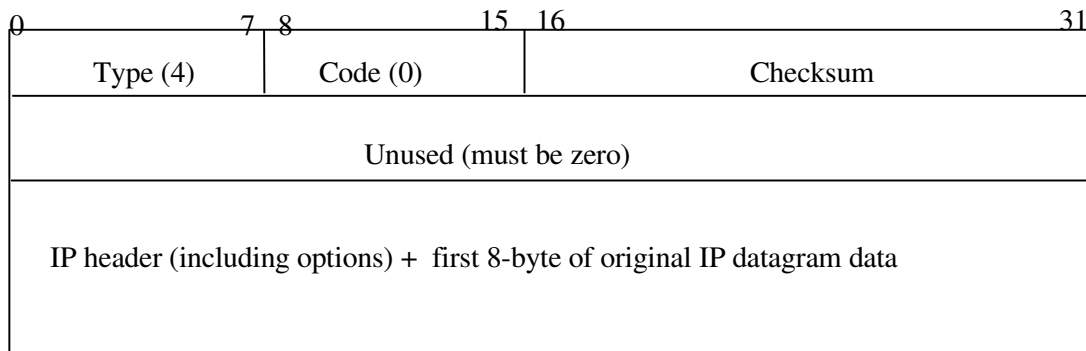 0 7 8 15 16 31
Type (4) Code (0) Checksum
Unused (must be zero)
IP header (including options) + first 8-byte of original IP datagram data